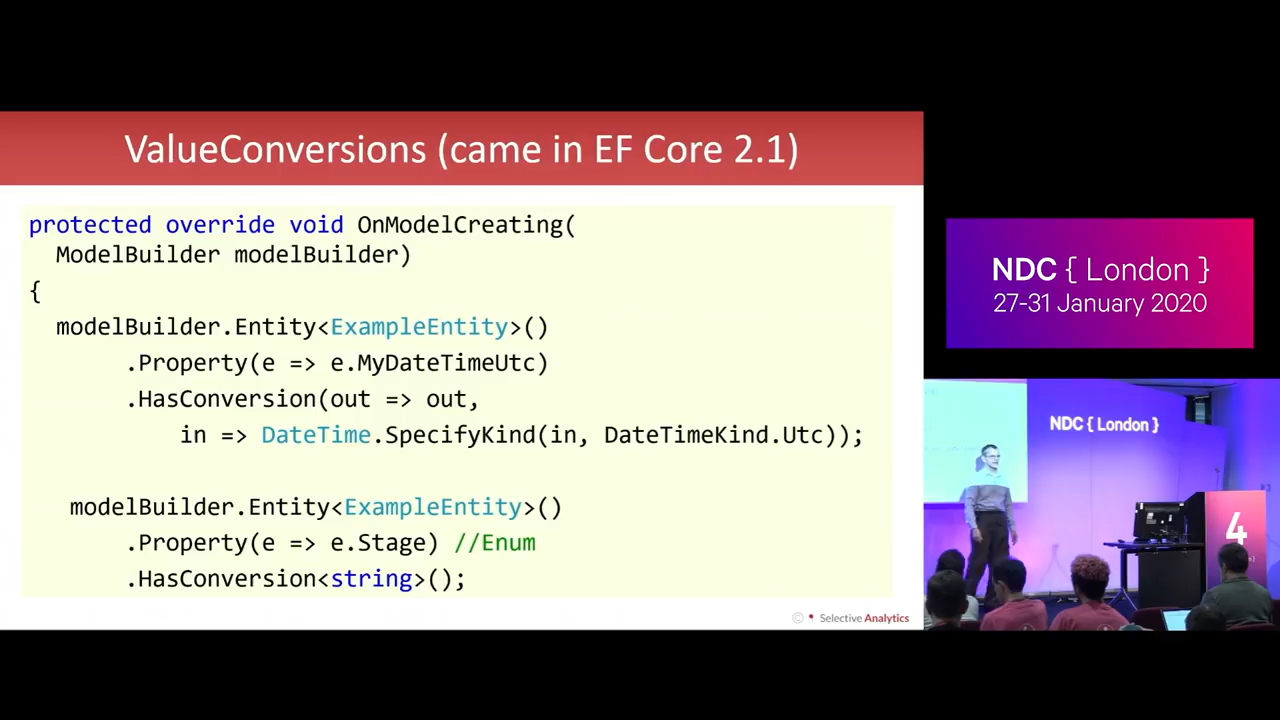 ValueConversions (came in EF Core 2.1)
protected override void OnModelCreating(
ModelBuilder modelBuilder)
{
modelBuilder.Entity<ExampleEntity>()
.Property(e => e.MyDateTimeUtc)
.HasConversion(out => out,
in => DateTime.SpecifyKind(in, DateTimeKind.Utc));
modelBuilder.Entity<ExampleEntity>()
.Property(e => e.Stage) //Enum
.HasConversion<string>();
© Selective Analytics
NDC { London }
27-31 January 2020
NDC { London }
4